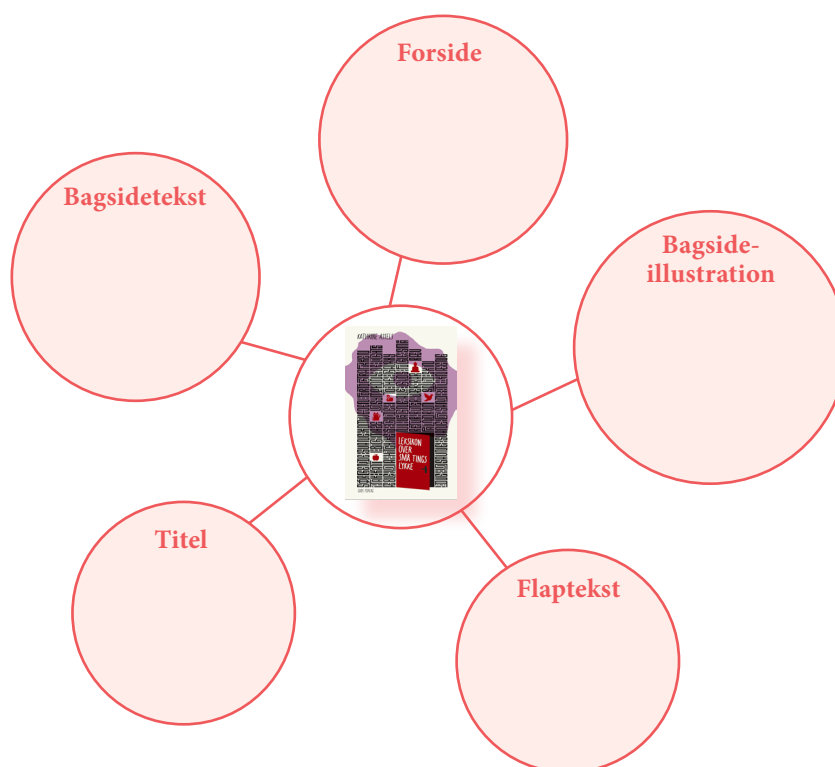 Forside
Bagsidetekst
Bagside-
illustration
LEKSIKON
OVER
SMÅ TINGS
LYKKE
Titel
Flaptekst